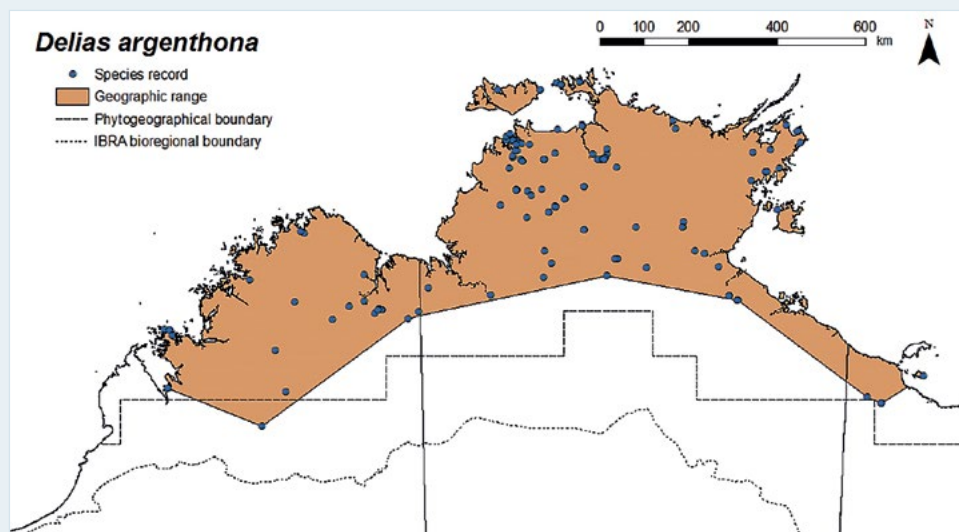 Delias argenthona
Species record
Geographic range
Phytogeographical boundary
IBRA bioregional boundary
0 100 200 400 600
km
N